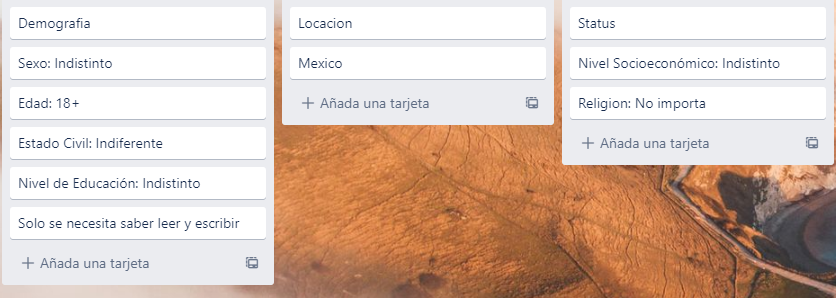 Demografia
Sexo: Indistinto
Edad: 18+
Estado Civil: Indiferente
Nivel de Educación: Indistinto
Solo se necesita saber leer y escribir
Añada una tarjeta
Locacion
Mexico
Añada una tarjeta
Status
Nivel Socioeconómico: Indistinto
Religion: No importa
Añada una tarjeta